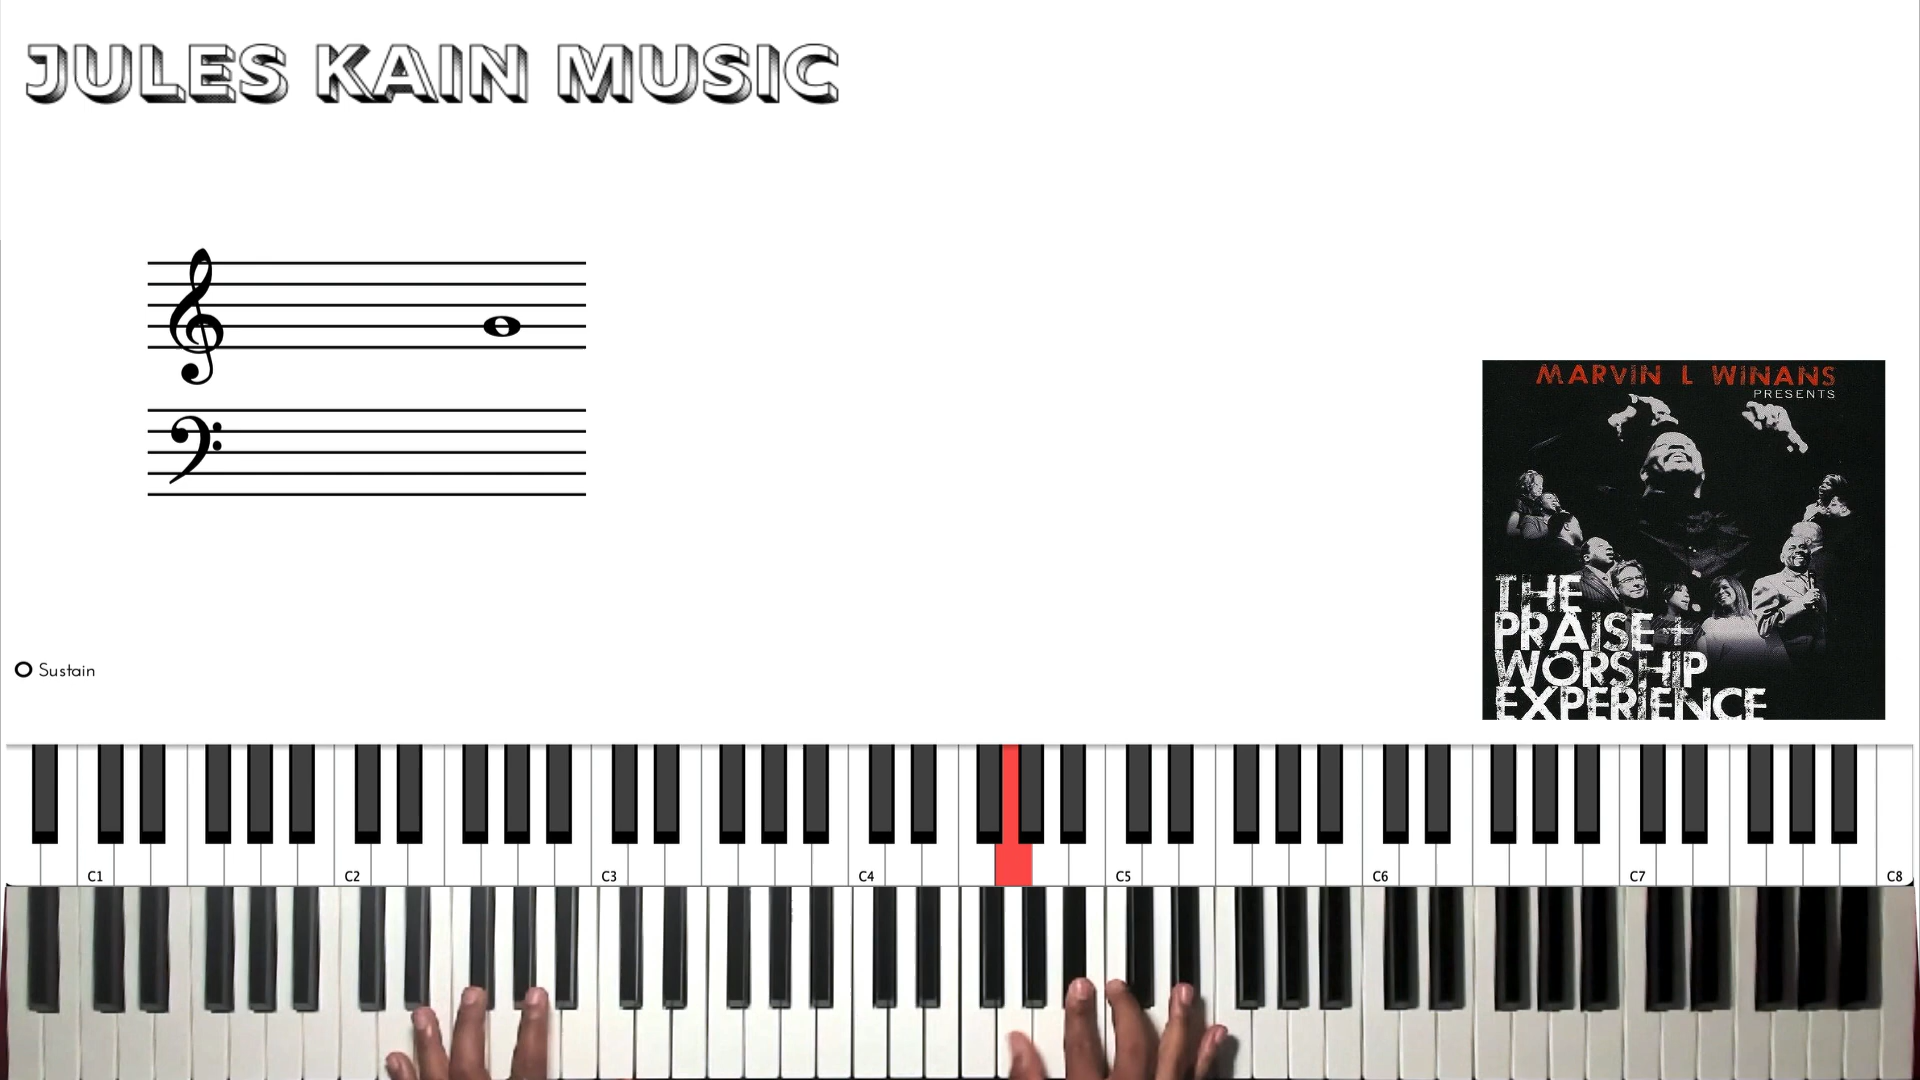 JULES KAIN MUSIC
MARVIN L WINANS
PRESENTS
THE
PRAISE +
WORSHIP
EXPERIENCE
Sustain
C1 C2 C3 C4 C5 C6 C7 C8